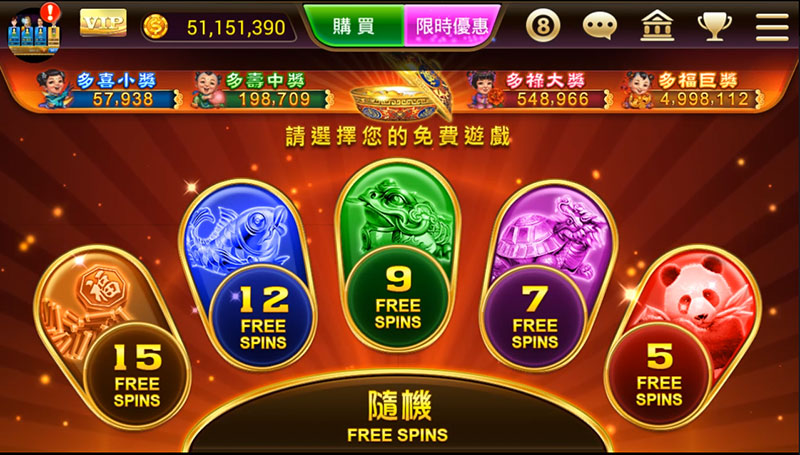 VIP
51,151,390
購買
限時優惠
8
多喜小獎
57,938
多壽中獎
198,709
多祿大獎
548,966
多福巨獎
4,998,112
請選擇您的免費遊戲
福
15
FREE
SPINS
12
FREE
SPINS
9
FREE
SPINS
7
FREE
SPINS
5
FREE
SPINS
隨機
FREE SPINS